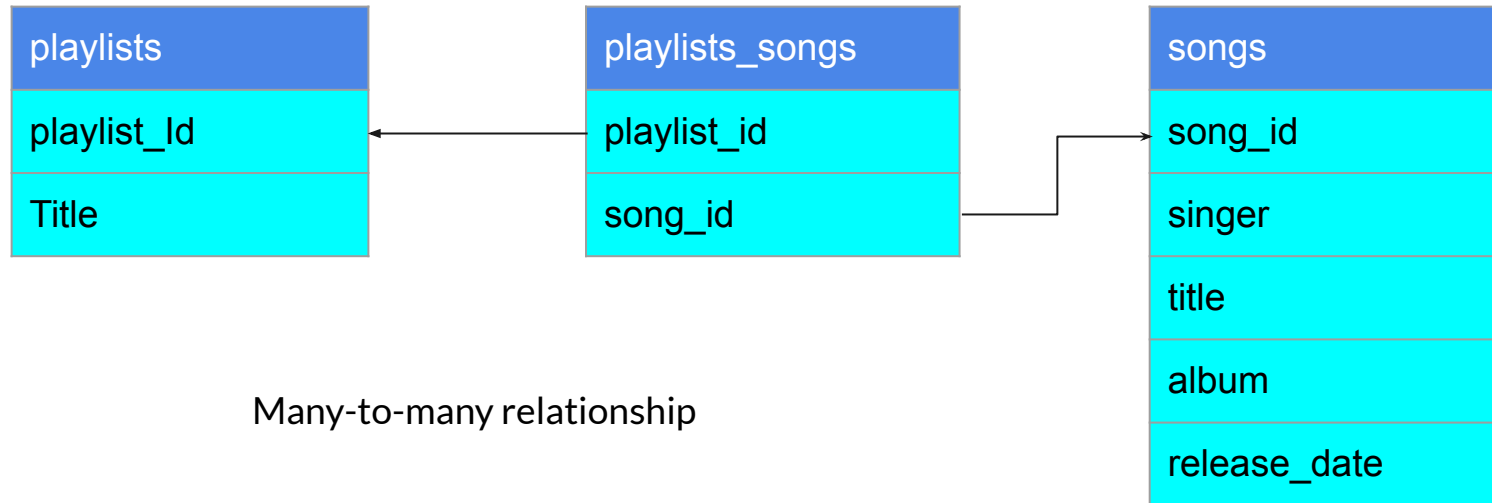 playlists
playlist_Id
Title
playlists_songs
playlist_id
song_id
songs
song_id
singer
title
album
release_date
Many-to-many relationship